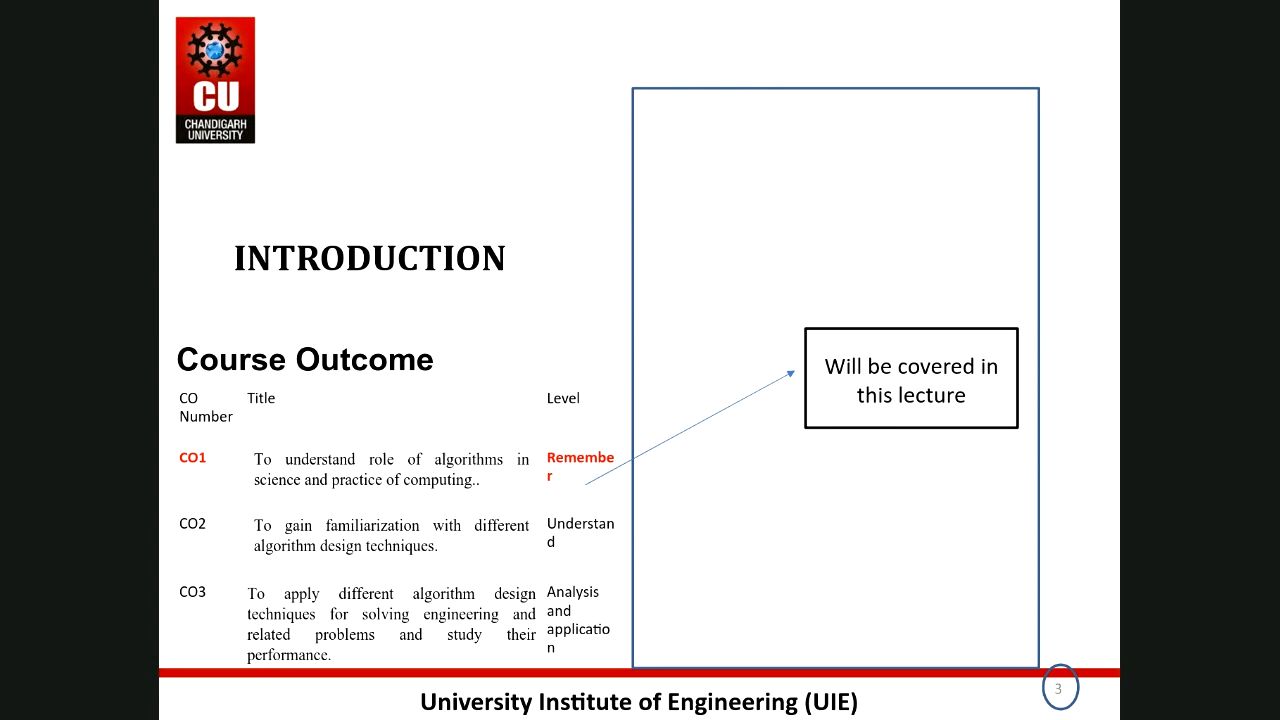 CU
CHANDIGARH
UNIVERSITY
INTRODUCTION
Course Outcome
CO Title Level
Number
CO1 To understand role of algorithms in Remembe
science and practice of computing.. r
CO2 To gain familiarization with different Understan
algorithm design techniques. d
CO3 To apply different algorithm design Analysis
techniques for solving engineering and and
related problems and study their applicatio
performance. n
Will be covered in
this lecture
University Institute of Engineering (UIE)
3